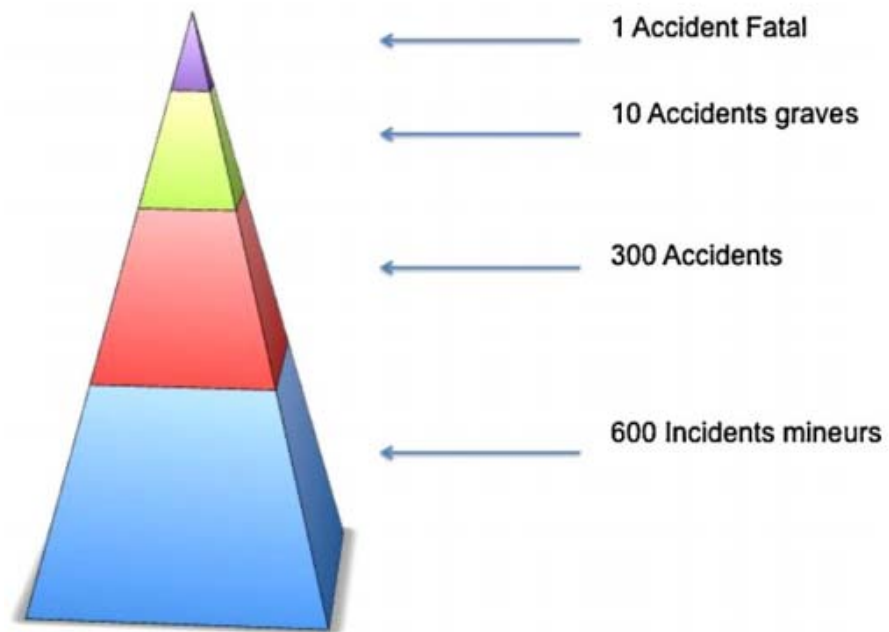 1 Accident Fatal
10 Accidents graves
300 Accidents
600 Incidents mineurs